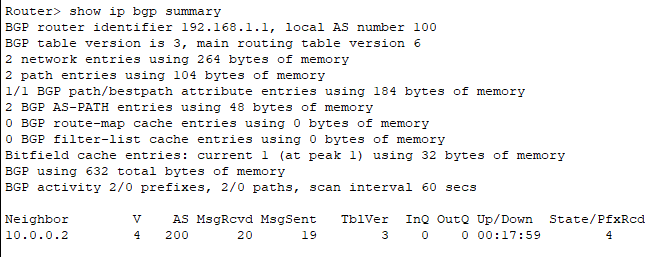 Router> show ip bgp summary
BGP router identifier 192.168.1.1, local AS number 100
BGP table version is 3, main routing table version 6
2 network entries using 264 bytes of memory
2 path entries using 104 bytes of memory
1/1 BGP path/bestpath attribute entries using 184 bytes of memory
2 BGP AS-PATH entries using 48 bytes of memory
0 BGP route-map cache entries using 0 bytes of memory
0 BGP filter-list cache entries using 0 bytes of memory
Bitfield cache entries: current 1 (at peak 1) using 32 bytes of memory
BGP using 632 total bytes of memory
BGP activity 2/0 prefixes, 2/0 paths, scan interval 60 secs
Neighbor V AS MsgRcvd MsgSent TblVer InQ OutQ Up/Down State/PfxRcd
10.0.0.2 4 200 20 19 3 0 0 00:17:59 4